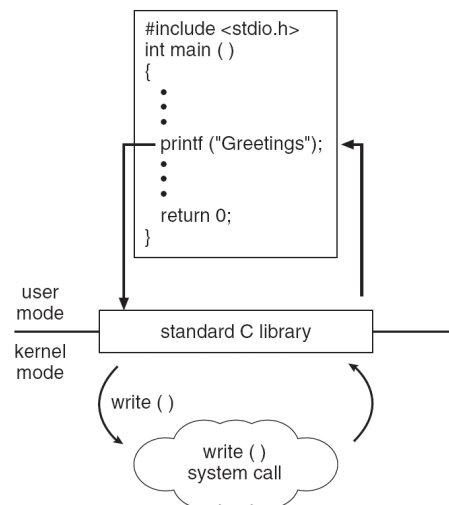 #include <stdio.h>
int main ( )
{
•
•
•
printf ("Greetings");
•
•
•
return 0;
}
user
mode
standard C library
kernel
mode
write ( )
write ( )
system call